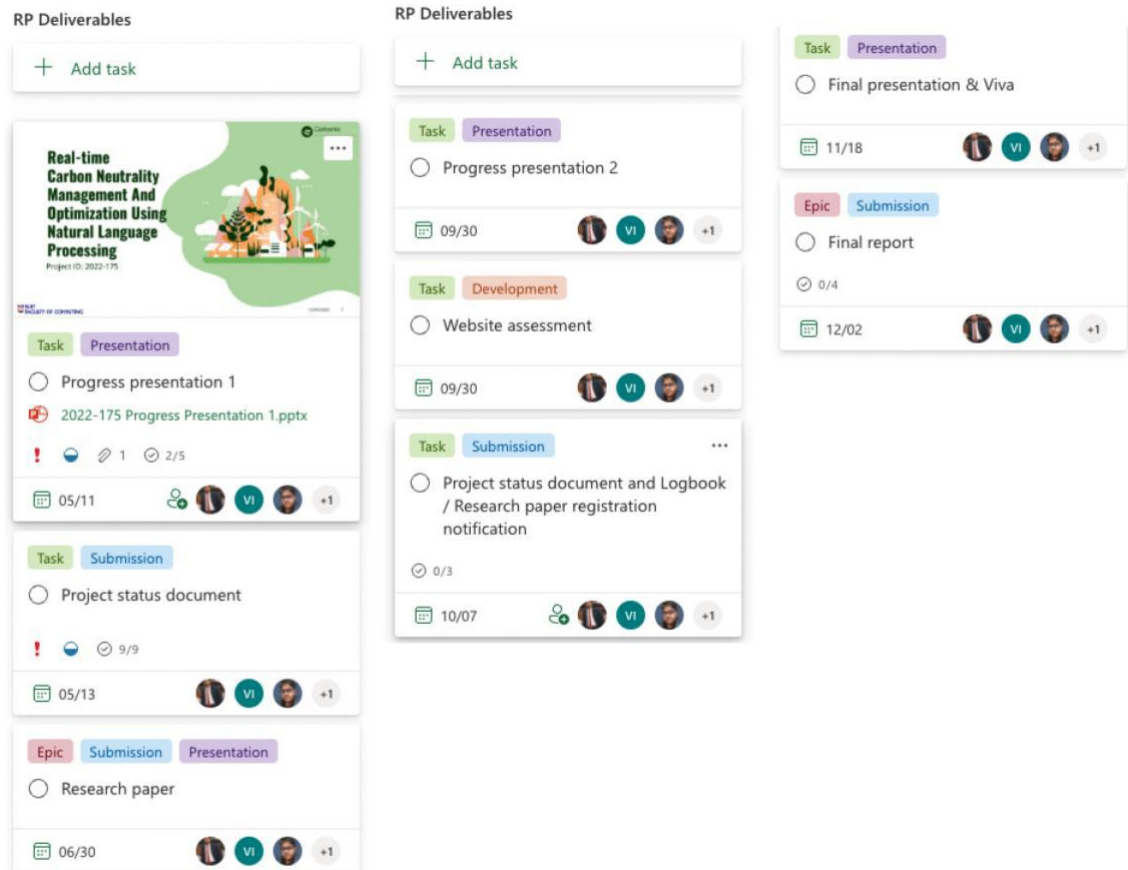 RP Deliverables
+ Add task
Carbonis
Real-time
Carbon Neutrality
Management And
Optimization Using
Natural Language
Processing
Project ID: 2022-175
FACULTY OF COMPUTING
Task Presentation
Progress presentation 1
2022-175 Progress Presentation 1.pptx
1 2/5
05/11 VI +1
Task Submission
Project status document
9/9
05/13 VI +1
Epic Submission Presentation
Research paper
06/30 VI +1
RP Deliverables
+ Add task
Task Presentation
Progress presentation 2
09/30 VI +1
Task Development
Website assessment
09/30 VI +1
Task Submission
Project status document and Logbook
/ Research paper registration
notification
0/3
10/07 VI +1
Task Presentation
Final presentation & Viva
11/18 VI +1
Epic Submission
Final report
0/4
12/02 VI +1